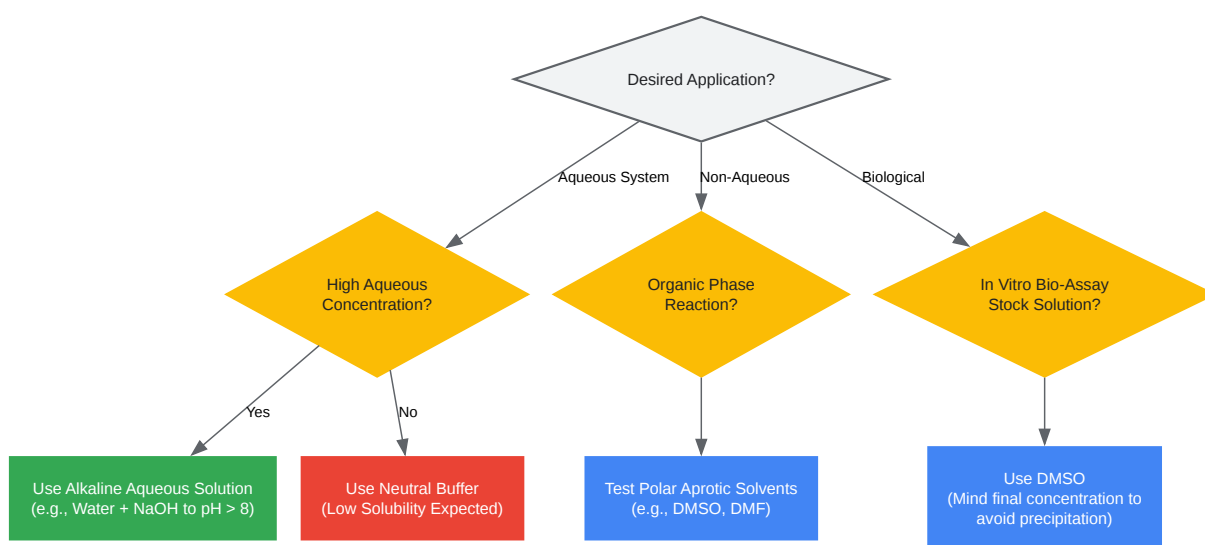 Desired Application?
Aqueous System
Non-Aqueous
Biological
High Aqueous
Concentration?
Organic Phase
Reaction?
In Vitro Bio-Assay
Stock Solution?
Yes
No
Use Alkaline Aqueous Solution
(e.g., Water + NaOH to pH > 8)
Use Neutral Buffer
(Low Solubility Expected)
Test Polar Aprotic Solvents
(e.g., DMSO, DMF)
Use DMSO
(Mind final concentration to
avoid precipitation)